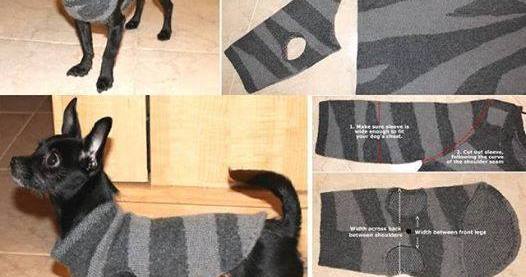 1. Make sure sleeve is
wide enough to fit
your dog's chest.
2. Cut out sleeve,
following the curve
of the shoulder seam
Width across back
between shoulders
Width between front legs